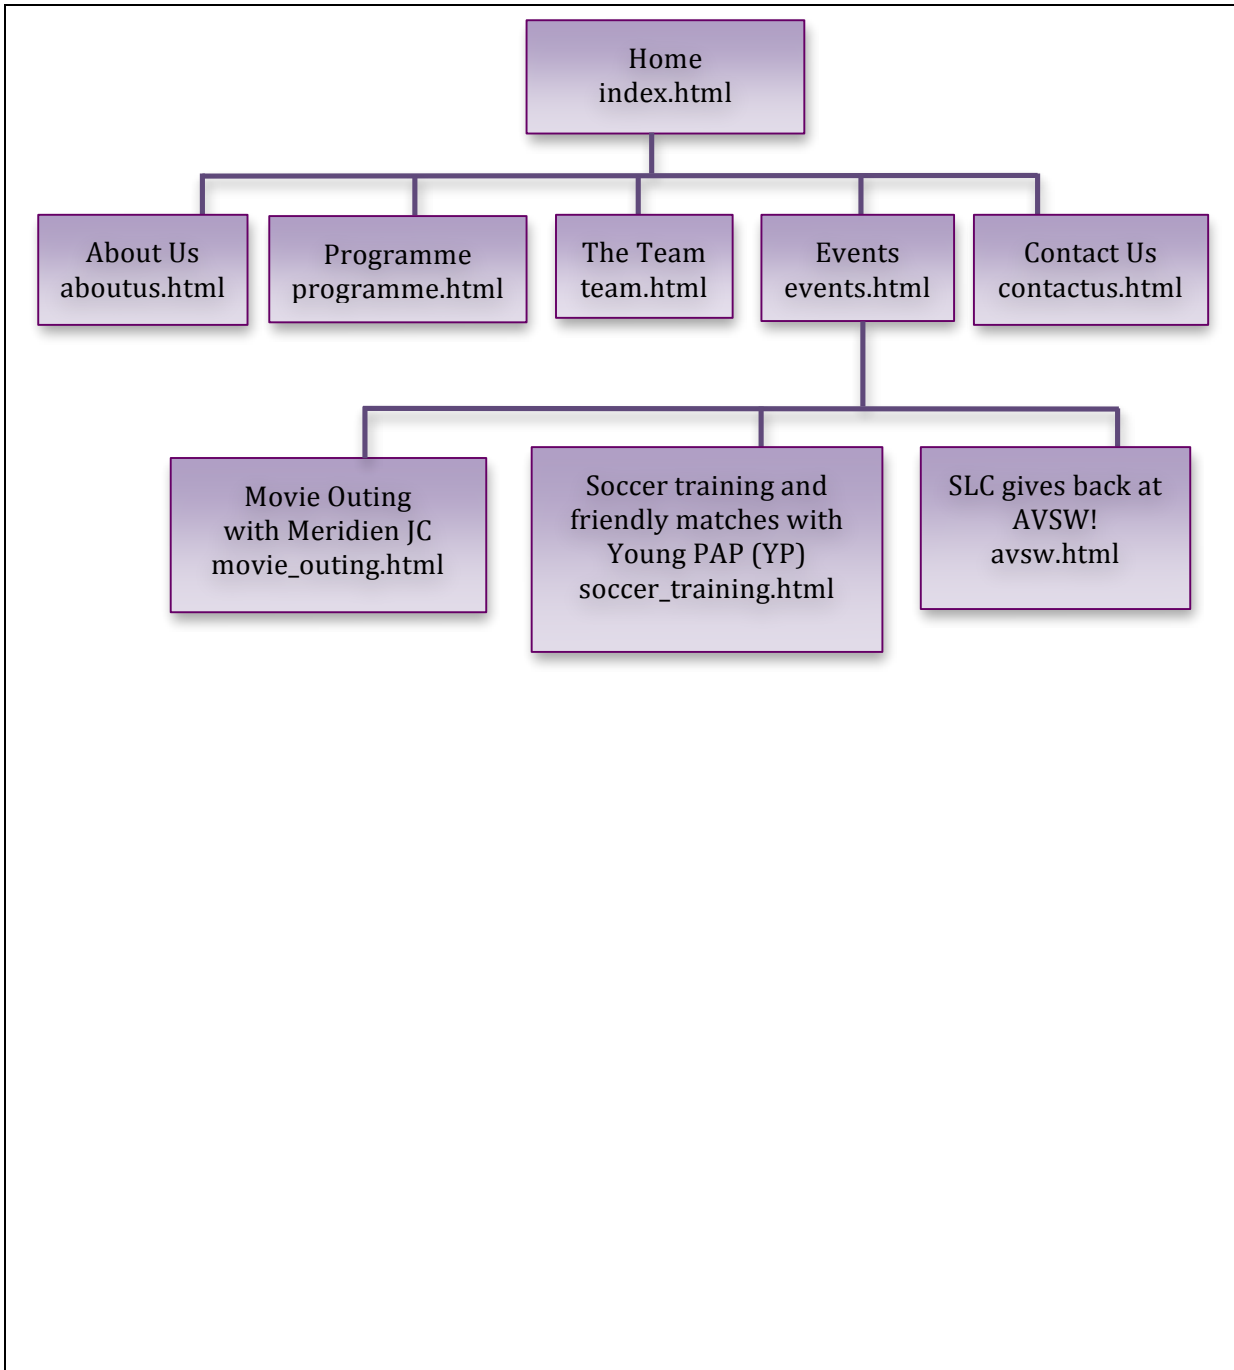 Home
index.html
About Us
aboutus.html
Programme
programme.html
The Team
team.html
Events
events.html
Contact Us
contactus.html
Movie Outing
with Meridien JC
movie_outing.html
Soccer training and
friendly matches with
Young PAP (YP)
soccer_training.html
SLC gives back at
AVSW!
avsw.html